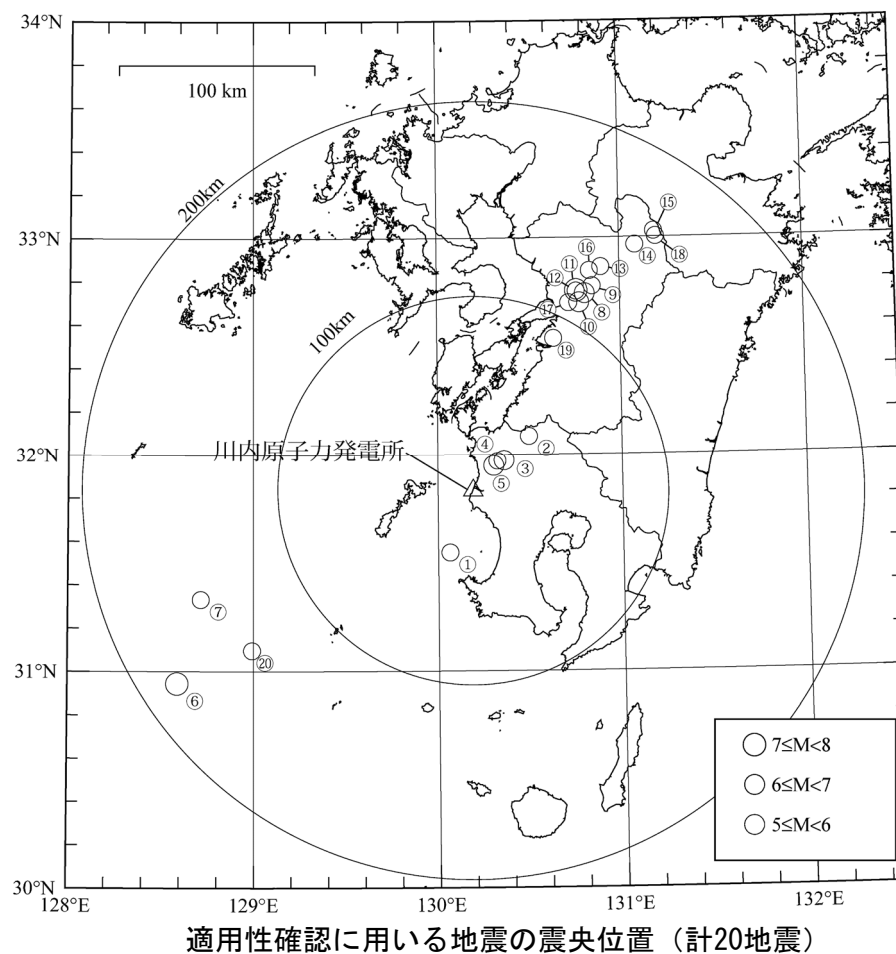 34°N
100 km
200km
⑮
33°N
⑯
⑱
⑪
⑬
⑭
⑫
⑨
⑰
⑧
100km
⑩
⑲
④
②
32°N
川内原子力発電所
③
⑤
①
⑦
⑳
31°N
⑥
7≤M<8
6≤M<7
5≤M<6
30°N
128°E
129°E
130°E
131°E
132°E
適用性確認に用いる地震の震央位置（計20地震）